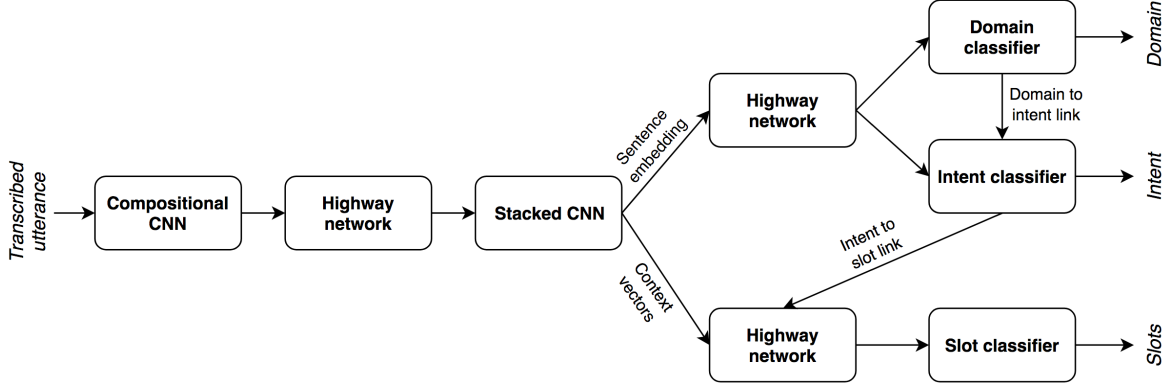 Transcribed
utterance
Compositional
CNN
Highway
network
Stacked CNN
Sentence
embedding
Context
vectors
Highway
network
Domain
classifier
Domain
Domain to
intent link
Intent classifier
Intent
Intent to
slot link
Highway
network
Slot classifier
Slots